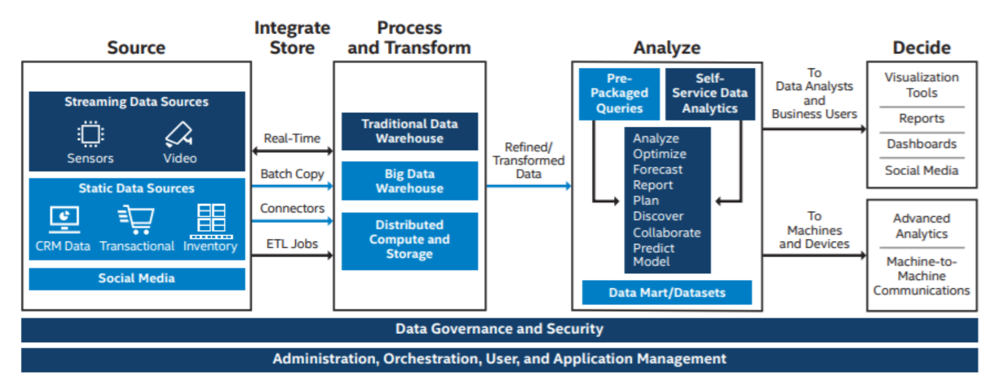 Source
Integrate
Store
Process
and Transform
Analyze
Decide
Streaming Data Sources
Sensors
Video
Static Data Sources
CRM Data
Transactional
Inventory
Social Media
Real-Time
Batch Copy
Connectors
ETL Jobs
Traditional Data
Warehouse
Big Data
Warehouse
Distributed
Compute and
Storage
Refined/
Transformed
Data
Pre-
Packaged
Queries
Self-
Service Data
Analytics
Analyze
Optimize
Forecast
Report
Plan
Discover
Collaborate
Predict
Model
Data Mart/Datasets
To
Data Analysts
and
Business Users
To
Machines
and Devices
Visualization
Tools
Reports
Dashboards
Social Media
Advanced
Analytics
Machine-to-
Machine
Communications
Data Governance and Security
Administration, Orchestration, User, and Application Management